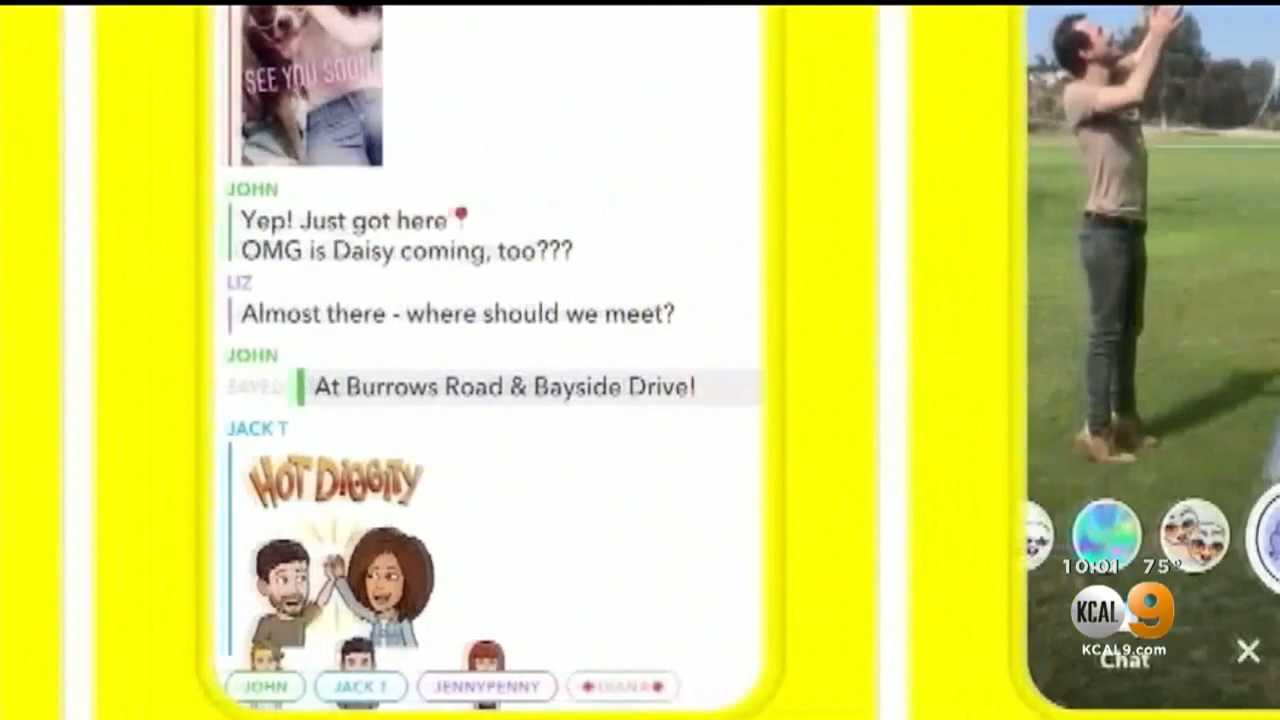 SEE YOU SOON
JOHN
Yep! Just got here
OMG is Daisy coming, too???
LIZ
Almost there - where should we meet?
JOHN
SAVED
At Burrows Road & Bayside Drive!
JACK T
HOT DIGGITY
JOHN
JACK T
JENNYPENNY
DIANA
10:01 75°
KCAL 9
KCAL9.com
Chat